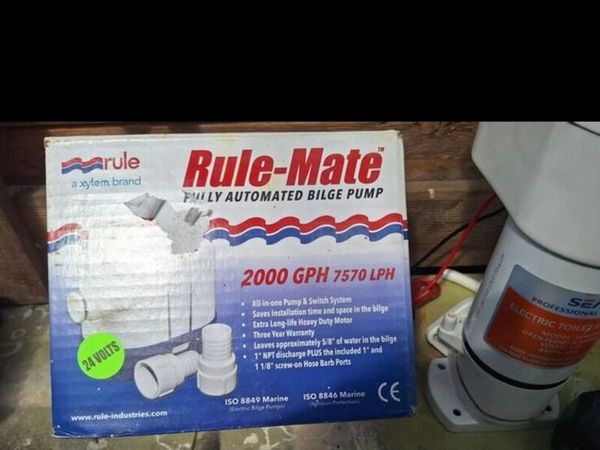 rule
a xylem brand
Rule-Mate™
FULLY AUTOMATED BILGE PUMP
2000 GPH 7570 LPH
• All-in-one Pump & Switch System
• Saves installation time and space in the bilge
• Extra Long-life Heavy Duty Motor
• Three Year Warranty
• Leaves approximately 5/8" of water in the bilge
• 1" NPT discharge PLUS the included 1" and
1 1/8" screw-on Hose Barb Ports
24 VOLTS
ISO 8849 Marine
(Electric Bilge Pumps)
ISO 8846 Marine
(Ignition Protection)
CE
www.rule-industries.com
PROFESSIONAL
ELECTRIC TOILET